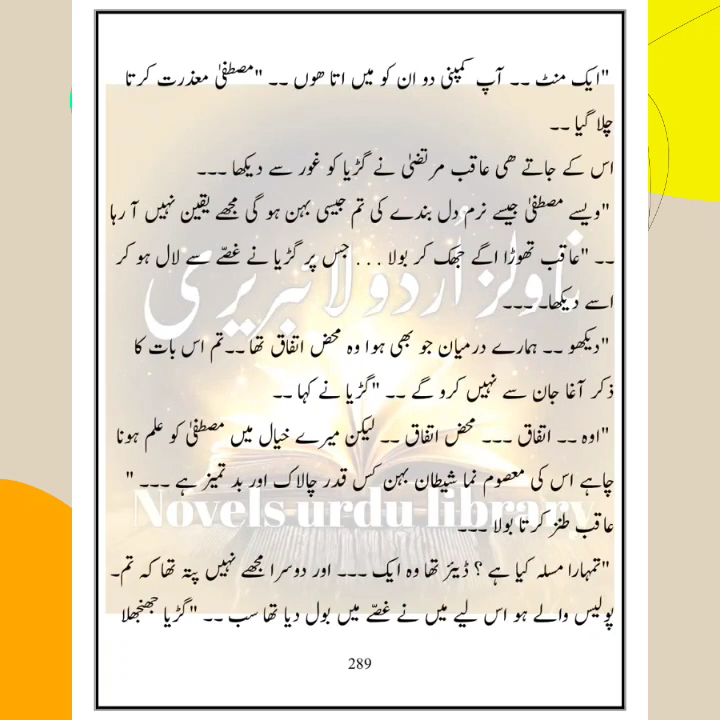 "ایک منٹ ۔۔ آپ کمپنی دو ان کو میں اتا ھوں ۔۔ "مصطفیٰ معذرت کرتا
چلا گیا ۔۔
اس کے جاتے ھی عاقب مرتضیٰ نے گڑیا کو غور سے دیکھا ۔۔۔
"ویسے مصطفیٰ جیسے نرم دل بندے کی تم جیسی بہن ہو گی مجھے یقین نہیں آ رہا
۔۔ "عاقب تھوڑا اگے جھک کر بولا ... جس پر گڑیا نے غصّے سے لال ہو کر
اسے دیکھا۔۔۔۔
"دیکھو ۔۔ ہمارے درمیان جو بھی ہوا وہ محض اتفاق تھا ۔۔تم اس بات کا
ذکر آغا جان سے نہیں کرو گے ۔۔ "گڑیا نے کہا ۔۔
"اوہ ۔۔ اتفاق ۔۔۔ محض اتفاق ۔۔ لیکن میرے خیال میں مصطفیٰ کو علم ہونا
چاہے اس کی معصوم نما شیطان بہن کس قدر چالاک اور بد تمیز ہے ۔۔۔ "
عاقب طنز کرتا بولا ۔۔۔
"تمہارا مسلہ کیا ہے ؟ ڈیئر تھا وہ ایک ۔۔۔ اور دوسرا مجھے نہیں پتہ تھا کہ تم۔
پولیس والے ہو اس لیے میں نے غصّے میں بول دیا تھا سب ۔۔ "گڑیا جھنجھلا
289
ناولز اُردو لائبریری
Novels urdu library